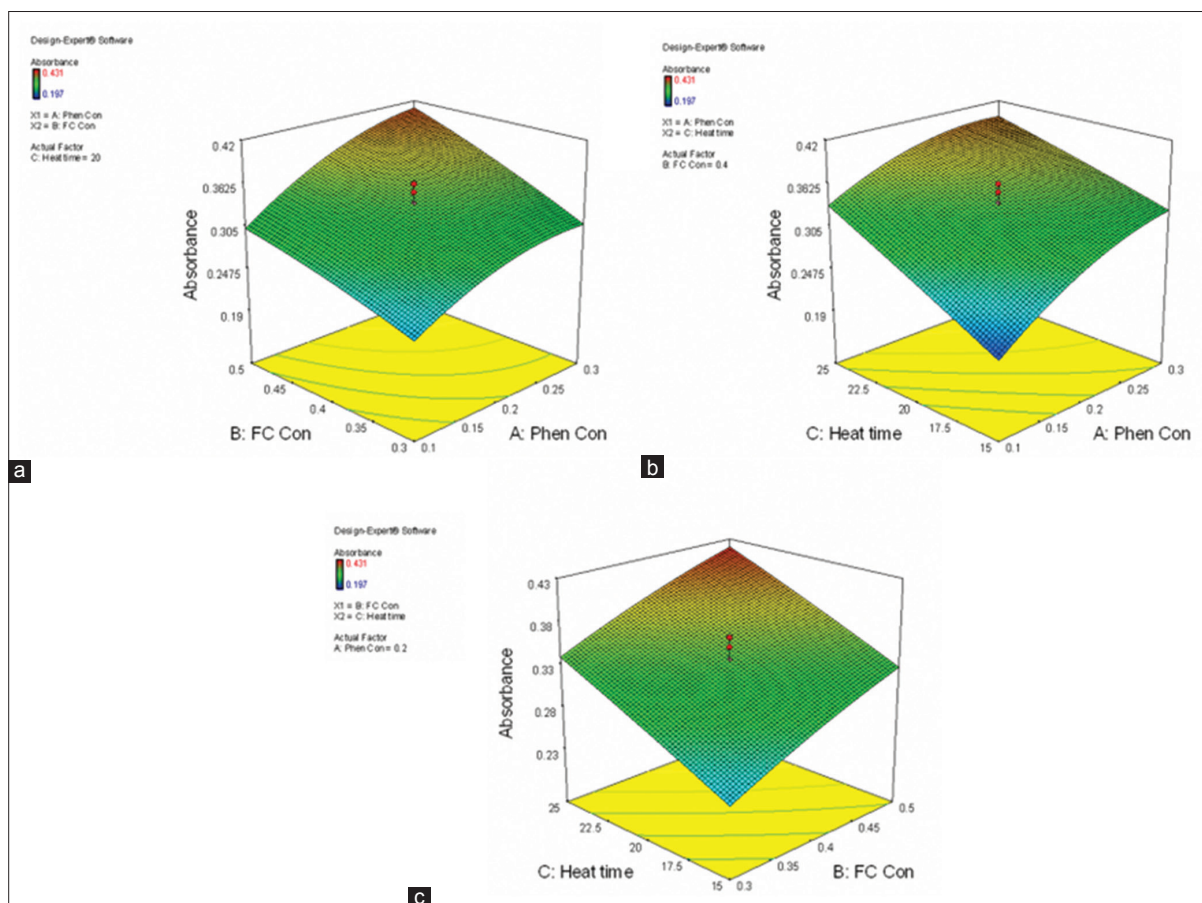 Design-Expert® Software
Absorbance
0.431
0.197
X1 = A: Phen Con
X2 = B: FC Con
Actual Factor
C: Heat time = 20
0.42
0.3625
0.305
0.2475
0.19
Absorbance
0.5
0.45
0.4
0.35
0.3
0.1
0.15
0.2
0.25
0.3
B: FC Con
A: Phen Con
a
Design-Expert® Software
Absorbance
0.431
0.197
X1 = A: Phen Con
X2 = C: Heat time
Actual Factor
B: FC Con = 0.4
0.42
0.3625
0.305
0.2475
0.19
Absorbance
25
22.5
20
17.5
15
0.1
0.15
0.2
0.25
0.3
C: Heat time
A: Phen Con
b
Design-Expert® Software
Absorbance
0.431
0.197
X1 = B: FC Con
X2 = C: Heat time
Actual Factor
A: Phen Con = 0.2
0.43
0.38
0.33
0.28
0.23
Absorbance
25
22.5
20
17.5
15
0.3
0.35
0.4
0.45
0.5
C: Heat time
B: FC Con
c